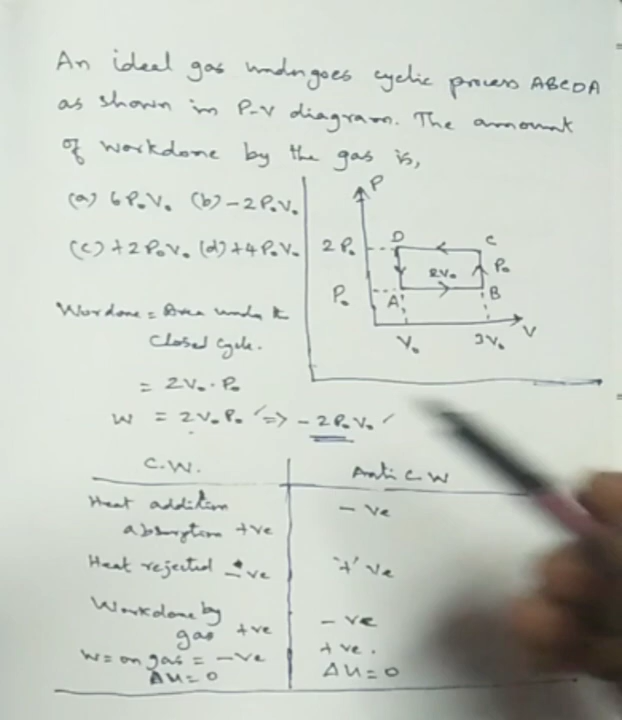 An ideal gas undergoes cyclic process ABCDA
as shown in P-V diagram. The amount
of workdone by the gas is,
(a) 6P₀V₀ (b) -2P₀V₀
(c) +2P₀V₀ (d) +4P₀V₀
P
2P₀ D C
2V₀ P₀
P₀ A B
V₀ 3V₀ V
Wordone = Area under the
Closed cycle.
= 2V₀·P₀
W = 2V₀P₀ ✓ => -2P₀V₀ ✓
C.W. Anti C.W
Heat addition
absorption +ve - ve
Heat rejected -ve '+' ve
Workdone by
gas +ve - ve
W= on gas = -ve +ve.
ΔU=0 ΔU=0